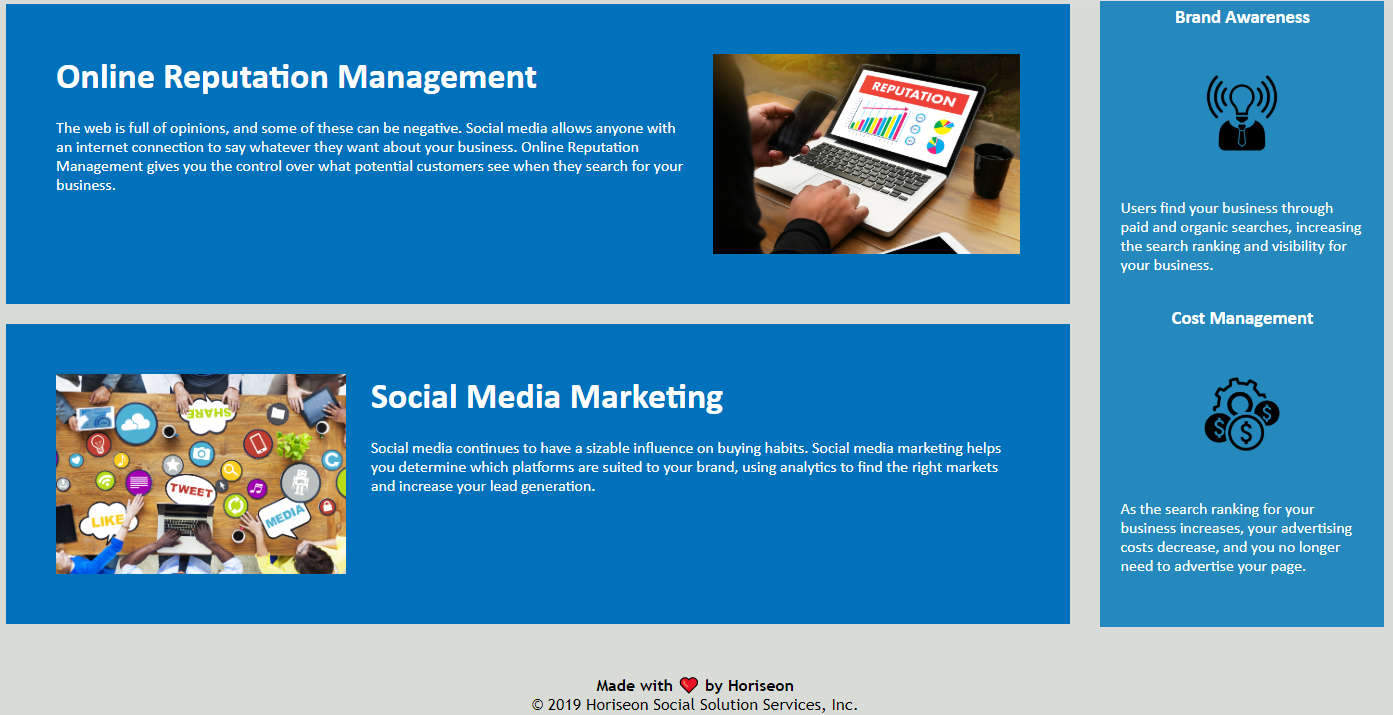 Online Reputation Management
The web is full of opinions, and some of these can be negative. Social media allows anyone with
an internet connection to say whatever they want about your business. Online Reputation
Management gives you the control over what potential customers see when they search for your
business.
REPUTATION
SHARE
TWEET
LIKE
MEDIA
Social Media Marketing
Social media continues to have a sizable influence on buying habits. Social media marketing helps
you determine which platforms are suited to your brand, using analytics to find the right markets
and increase your lead generation.
Brand Awareness
Users find your business through
paid and organic searches, increasing
the search ranking and visibility for
your business.
Cost Management
$
$
$
As the search ranking for your
business increases, your advertising
costs decrease, and you no longer
need to advertise your page.
Made with ❤️ by Horiseon
© 2019 Horiseon Social Solution Services, Inc.